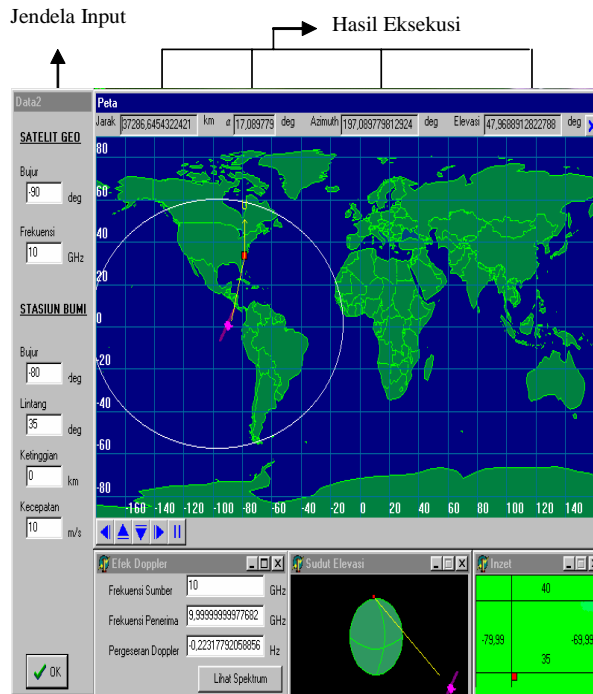 Jendela Input
Hasil Eksekusi
Data2
SATELIT GEO
Bujur
-90 deg
Frekuensi
10 GHz
STASIUN BUMI
Bujur
-80 deg
Lintang
35 deg
Ketinggian
0 km
Kecepatan
10 m/s
OK
Peta
Jarak 37286,6454322421 km α 17,089779 deg Azimuth 197,089779812924 deg Elevasi 47,9688912822788 deg
80
60
40
20
0
-20
-40
-60
-80
-160 -140 -120 -100 -80 -60 -40 -20 0 20 40 60 80 100 120 140
Efek Doppler
Frekuensi Sumber 10 GHz
Frekuensi Penerima 9,99999999977682 GHz
Pergeseran Doppler -0,22317792058856 Hz
Lihat Spektrum
Sudut Elevasi
Inzet
40
-79,99 -69,99
35